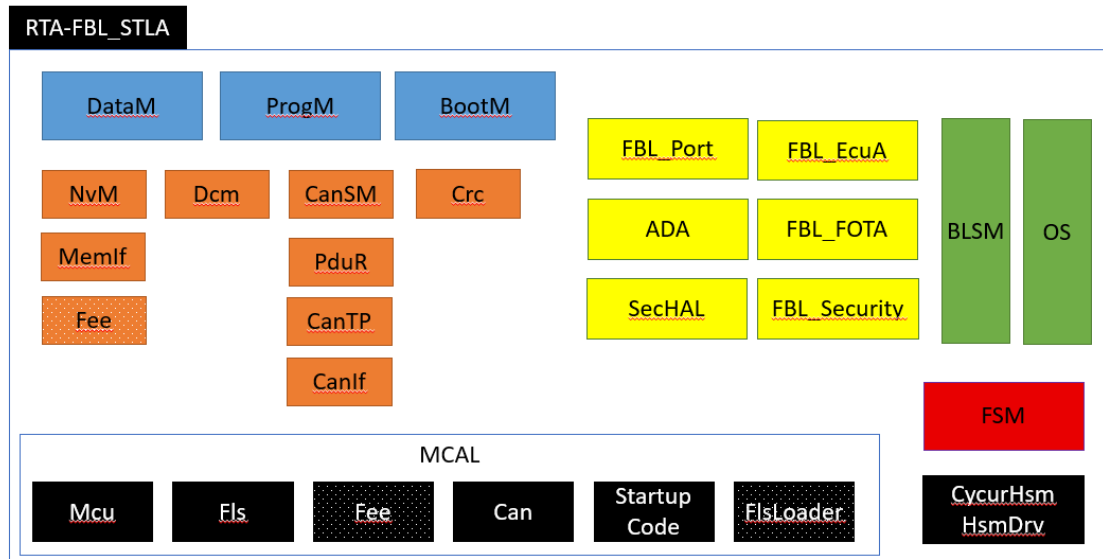 RTA-FBL_STLA
DataM
ProgM
BootM
FBL_Port
FBL_EcuA
BLSM
OS
NvM
Dcm
CanSM
Crc
ADA
FBL_FOTA
MemIf
PduR
SecHAL
FBL_Security
Fee
CanTP
CanIf
FSM
MCAL
Mcu
Fls
Fee
Can
Startup
Code
FlsLoader
CycurHsm
HsmDrv